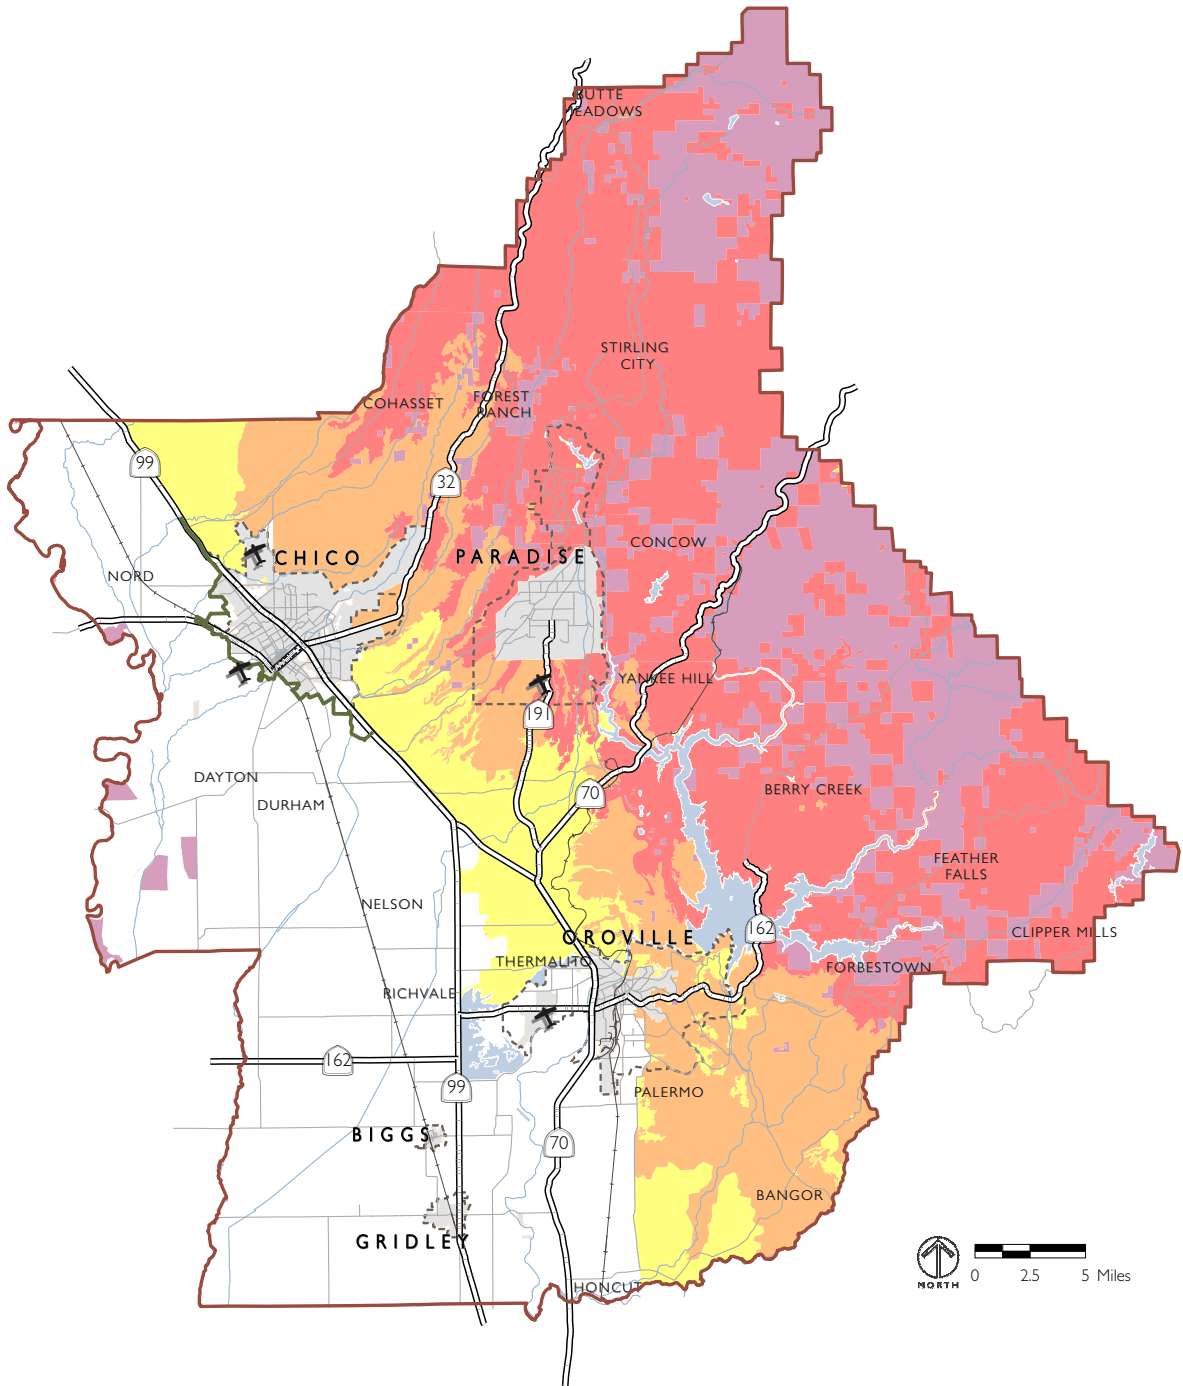 BUTTE
MEADOWS
STIRLING
CITY
COHASSET
FOREST
RANCH
99
32
CHICO
PARADISE
CONCOW
NORD
YANKEE HILL
191
DAYTON
DURHAM
70
BERRY CREEK
FEATHER
FALLS
NELSON
162
CLIPPER MILLS
OROVILLE
THERMALITO
FORBESTOWN
RICHVALE
162
99
PALERMO
BIGGS
70
BANGOR
GRIDLEY
HONCUT
NORTH
0 2.5 5 Miles